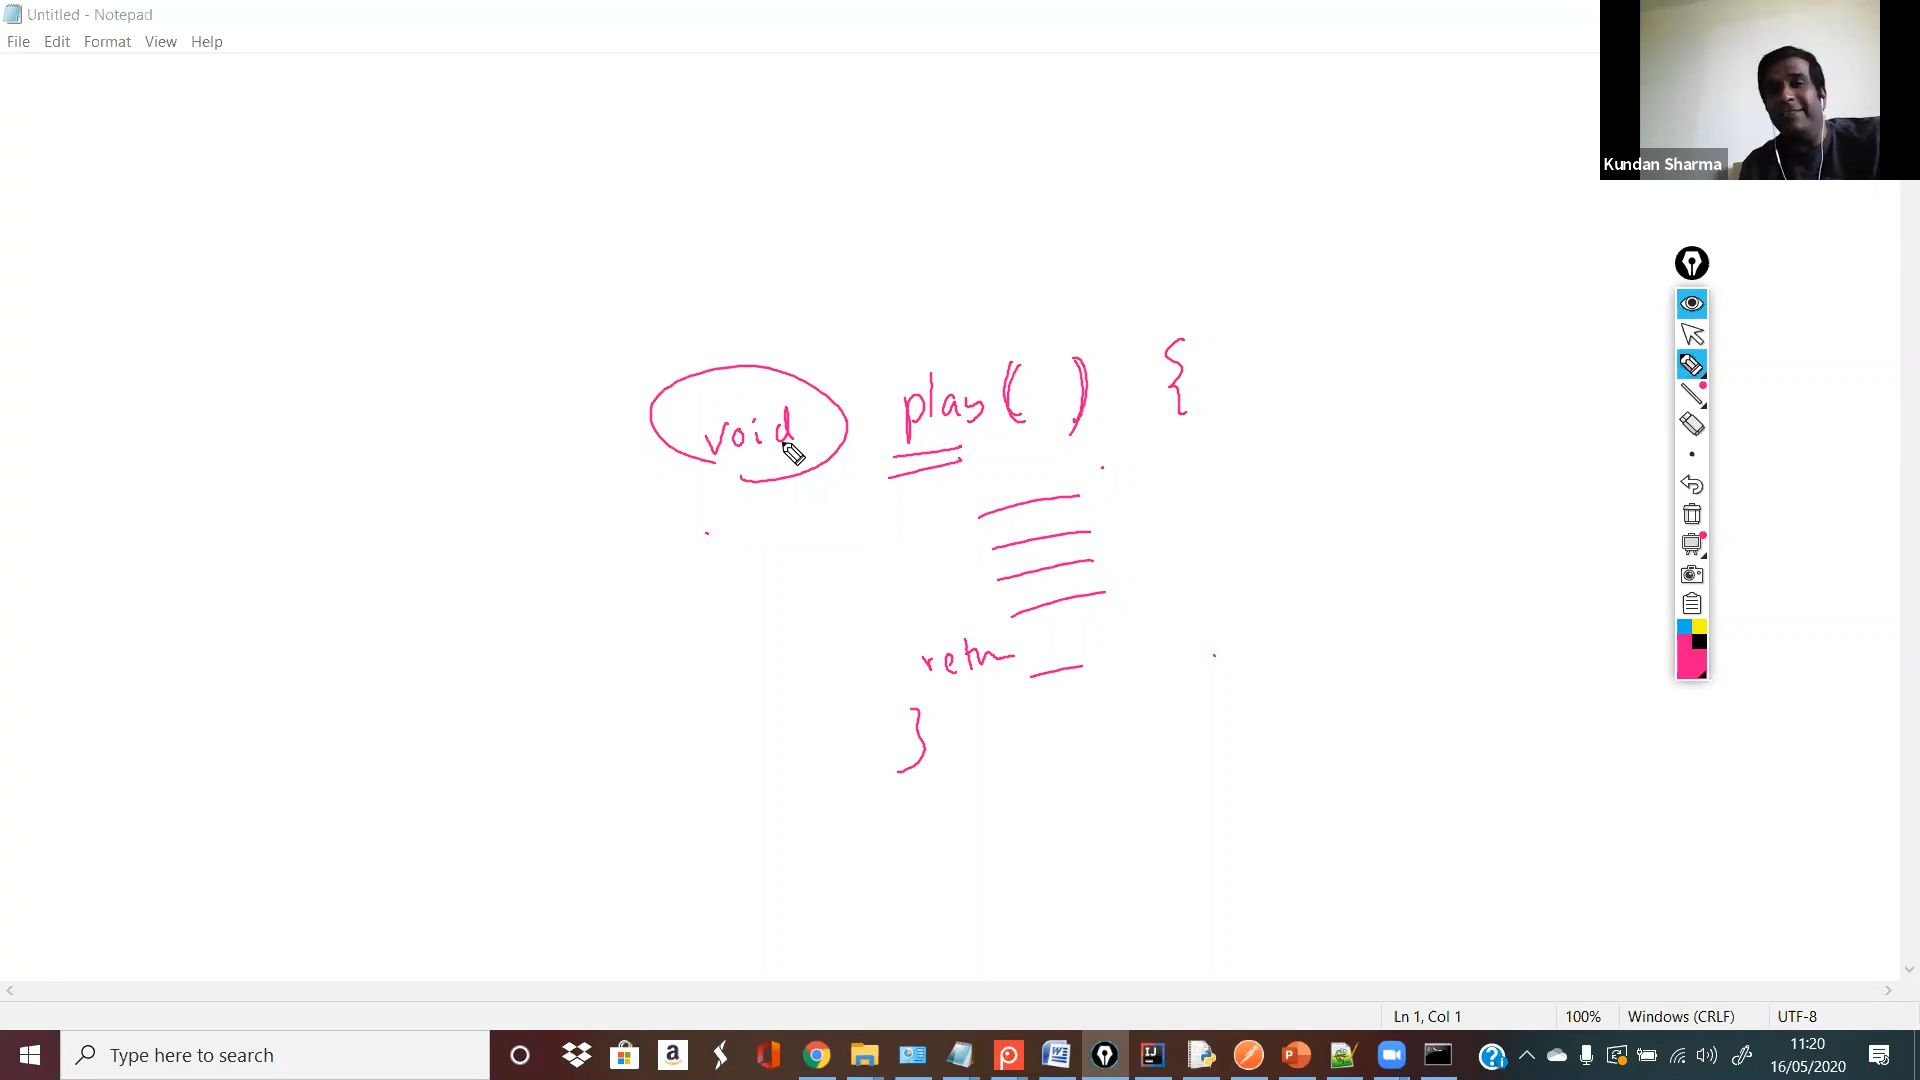 Untitled - Notepad
File Edit Format View Help
Kundan Sharma
void play ( ) {
retn
}
Ln 1, Col 1 100% Windows (CRLF) UTF-8
Type here to search
11:20
16/05/2020